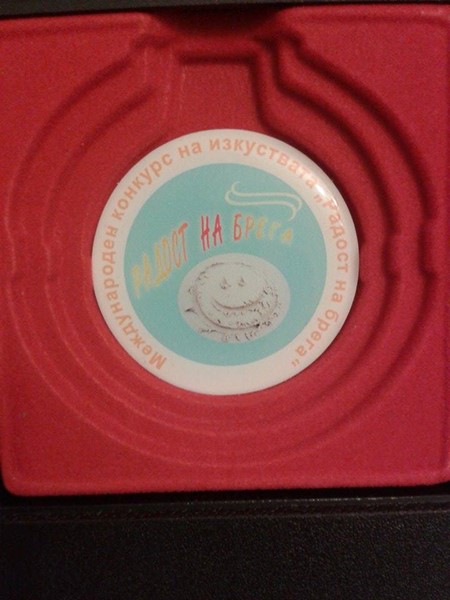 Международен конкурс на изкуствата „Радост на брега“
РАДОСТ НА БРЕГА